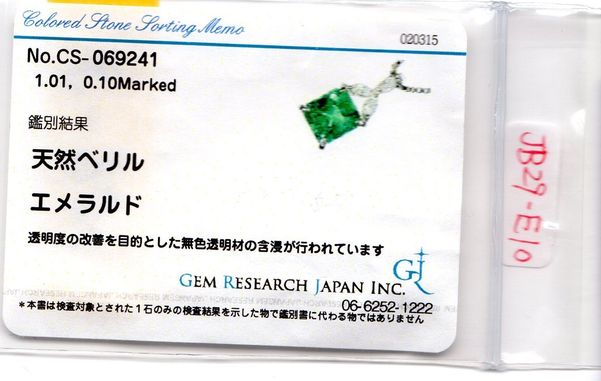 Colored Stone Sorting Memo
020315
No.CS-069241
1.01, 0.10Marked
鑑別結果
天然ベリル
エメラルド
透明度の改善を目的とした無色透明材の含浸が行われています
GJ
GEM RESEARCH JAPAN INC.
06-6252-1222
*本書は検査対象とされた1石のみの検査結果を示した物で鑑別書に代わる物ではありません
JB29-E10